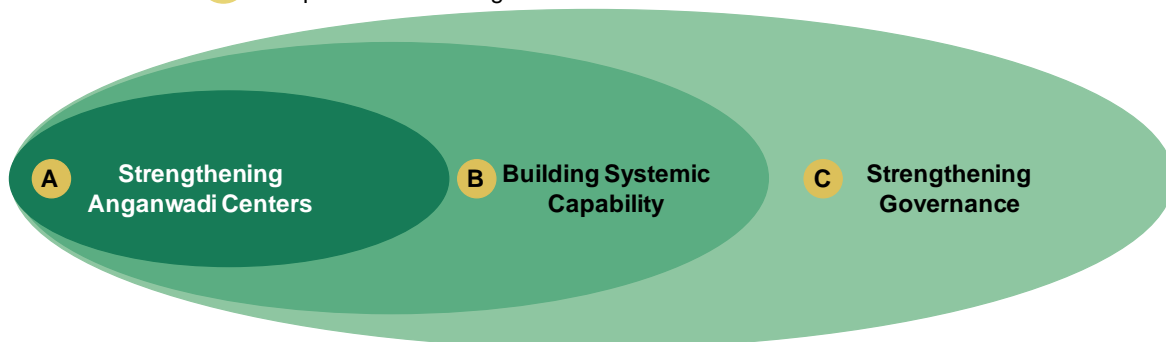 A
Strengthening
Anganwadi Centers
B
Building Systemic
Capability
C
Strengthening
Governance